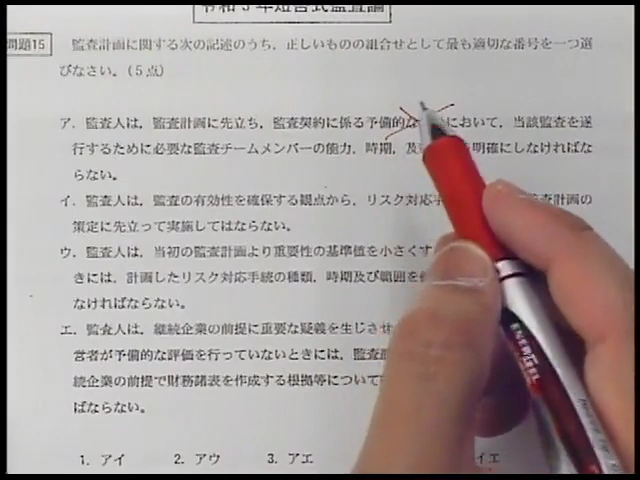 令和5年短答式監査論
問題15 監査計画に関する次の記述のうち，正しいものの組合せとして最も適切な番号を一つ選
びなさい。（5点）
ア．監査人は，監査計画に先立ち，監査契約に係る予備的な において，当該監査を遂
行するために必要な監査チームメンバーの能力，時期，及 を明確にしなければな
らない。
イ．監査人は，監査の有効性を確保する観点から，リスク対応手 監査計画の
策定に先立って実施してはならない。
ウ．監査人は，当初の監査計画より重要性の基準値を小さくす
きには，計画したリスク対応手続の種類，時期及び範囲を
なければならない。
エ．監査人は，継続企業の前提に重要な疑義を生じさせ
営者が予備的な評価を行っていないときには，監査
続企業の前提で財務諸表を作成する根拠等について
ばならない。
1．アイ 2．アウ 3．アエ イエ
ENERGEL